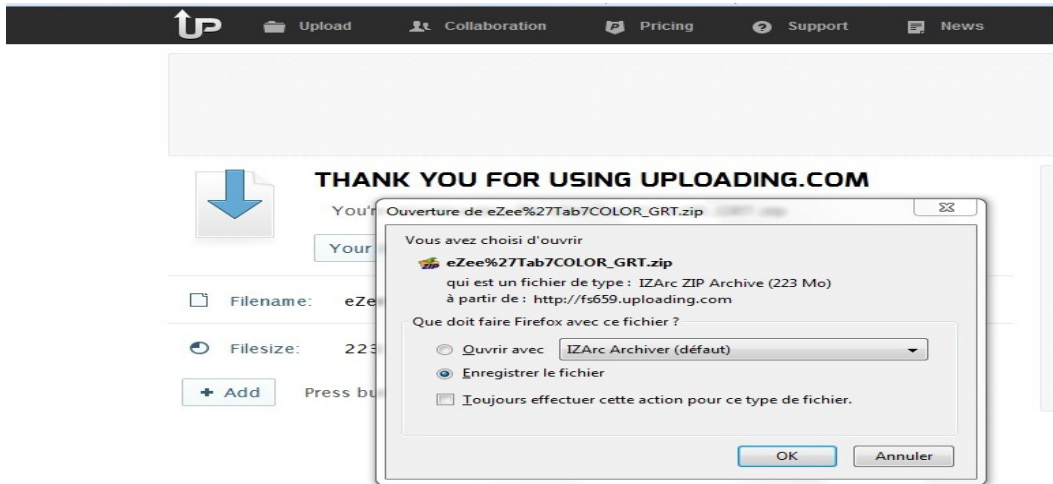 UP Upload Collaboration Pricing Support News
THANK YOU FOR USING UPLOADING.COM
Ouverture de eZee%27Tab7COLOR_GRT.zip
Your
Vous avez choisi d'ouvrir
eZee%27Tab7COLOR_GRT.zip
qui est un fichier de type : IZArc ZIP Archive (223 Mo)
à partir de : http://fs659.uploading.com
Filename: eZe
Que doit faire Firefox avec ce fichier ?
Filesize: 223
Ouvrir avec IZArc Archiver (défaut)
Enregistrer le fichier
+ Add Press bu
Toujours effectuer cette action pour ce type de fichier.
OK Annuler